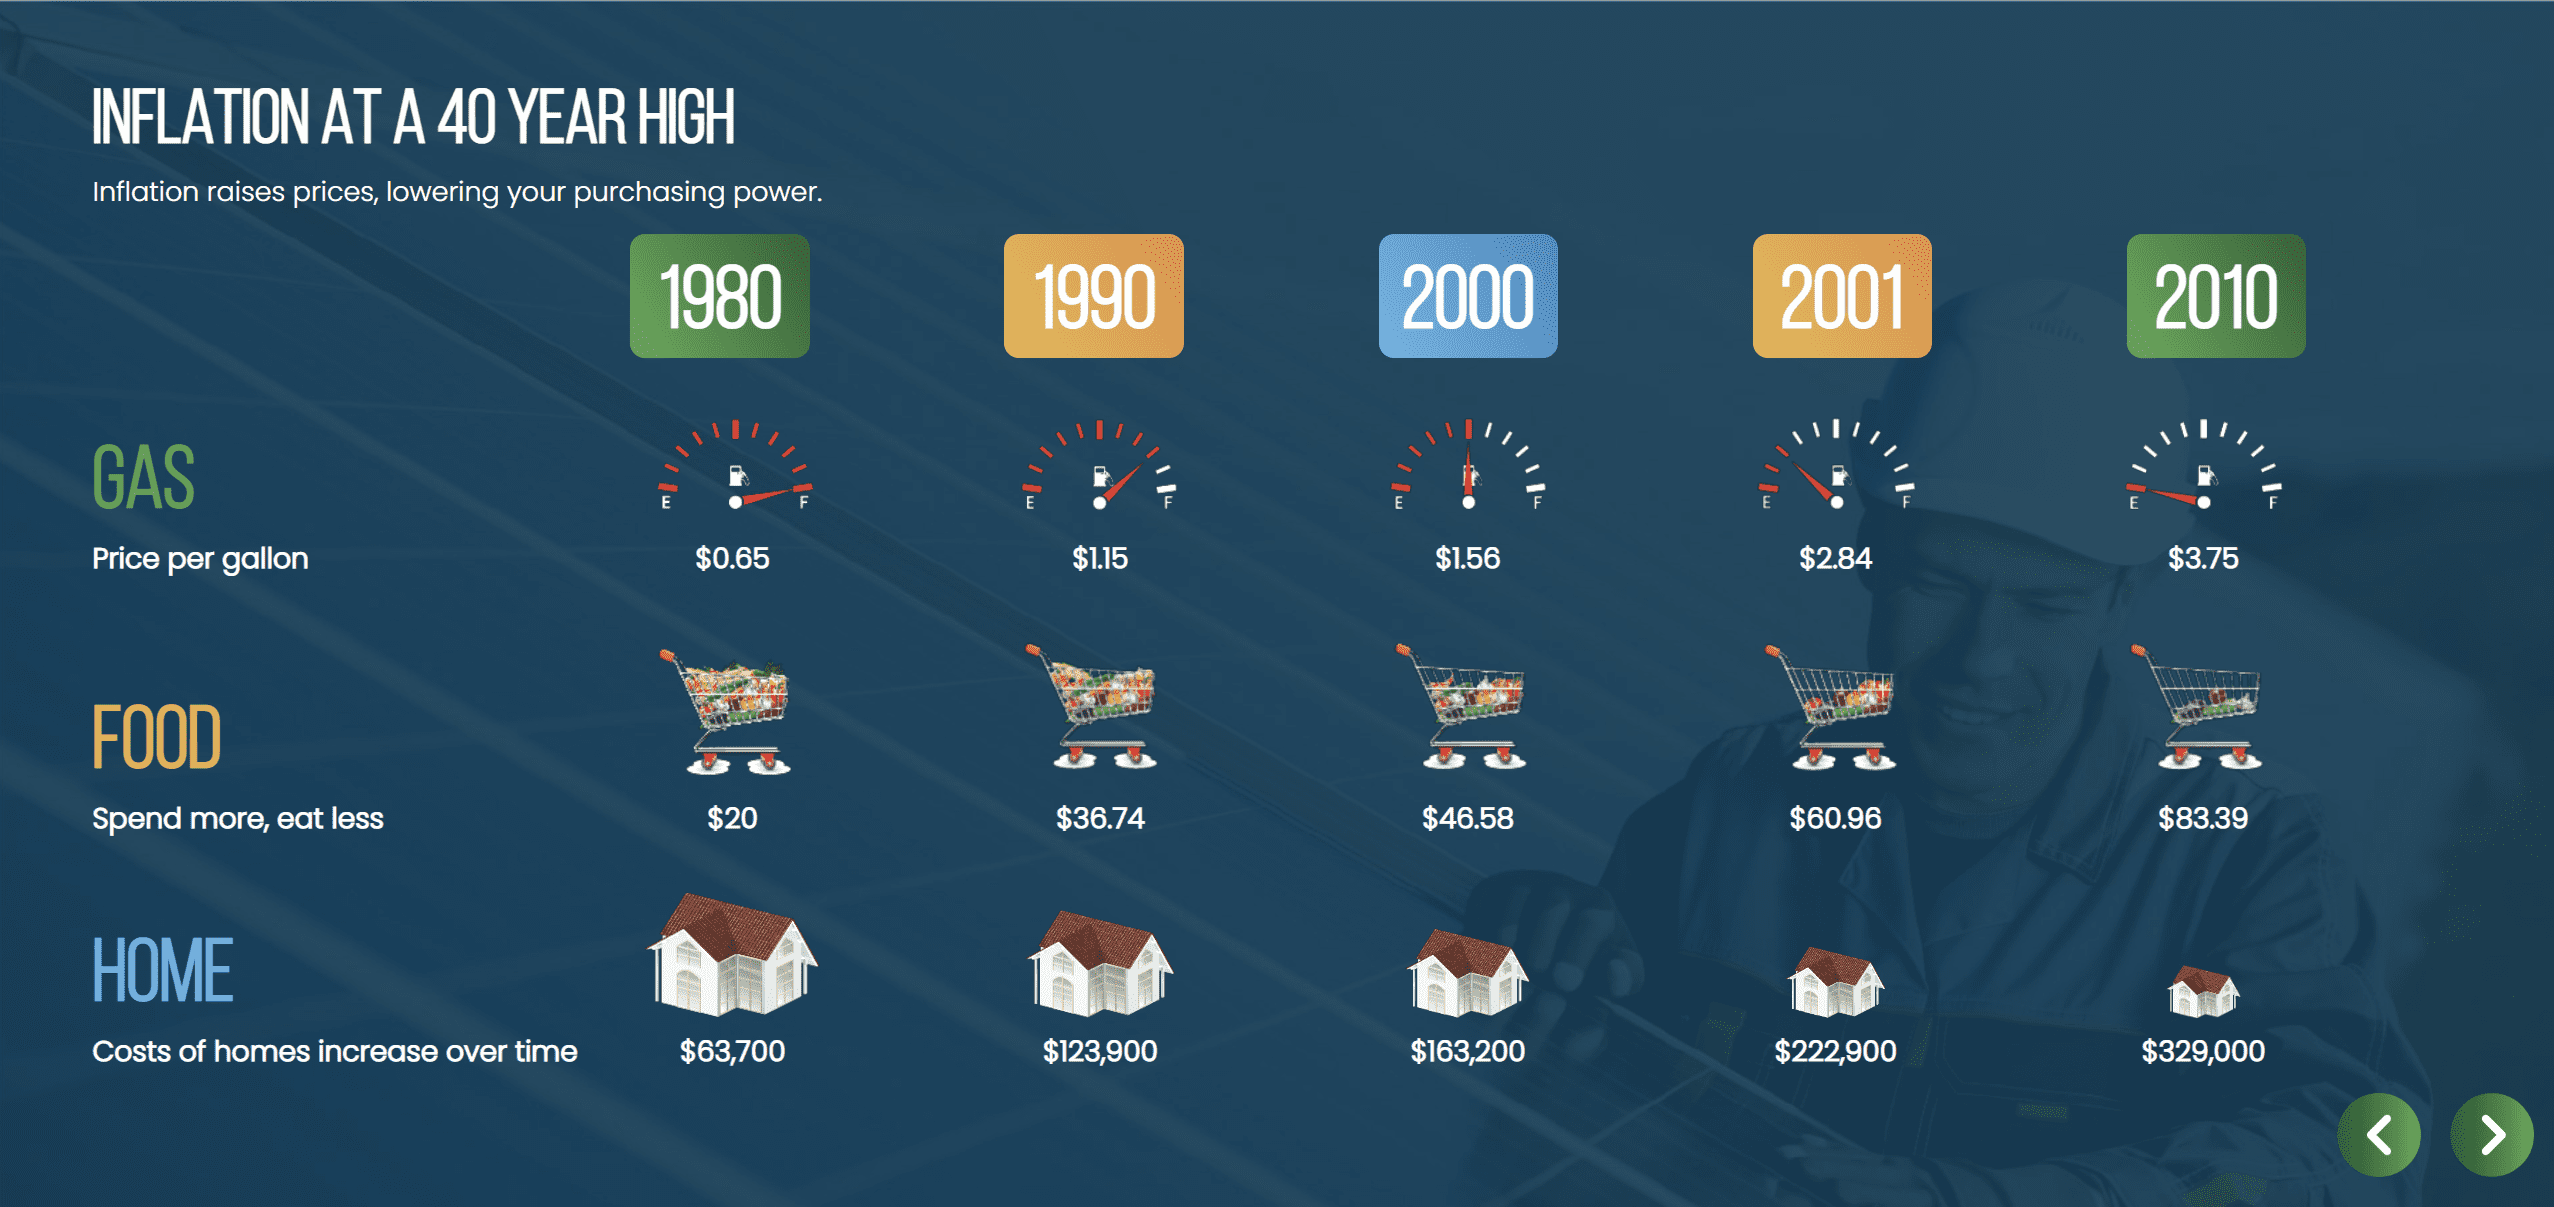 INFLATION AT A 40 YEAR HIGH
Inflation raises prices, lowering your purchasing power.
1980 1990 2000 2001 2010
GAS
E F E F E F E F E F
Price per gallon $0.65 $1.15 $1.56 $2.84 $3.75
FOOD
Spend more, eat less $20 $36.74 $46.58 $60.96 $83.39
HOME
Costs of homes increase over time $63,700 $123,900 $163,200 $222,900 $329,000